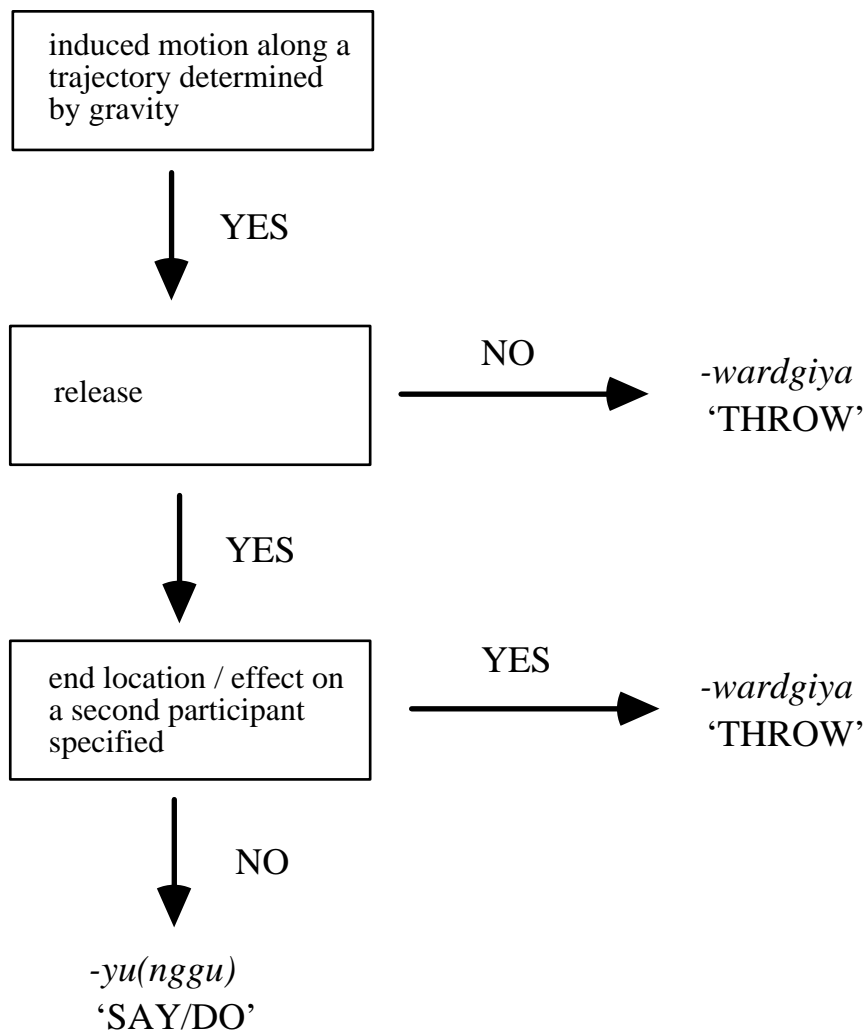 induced motion along a
trajectory determined
by gravity
YES
release
NO
-wardgiya
‘THROW’
YES
end location / effect on
a second participant
specified
YES
-wardgiya
‘THROW’
NO
-yu(nggu)
‘SAY/DO’